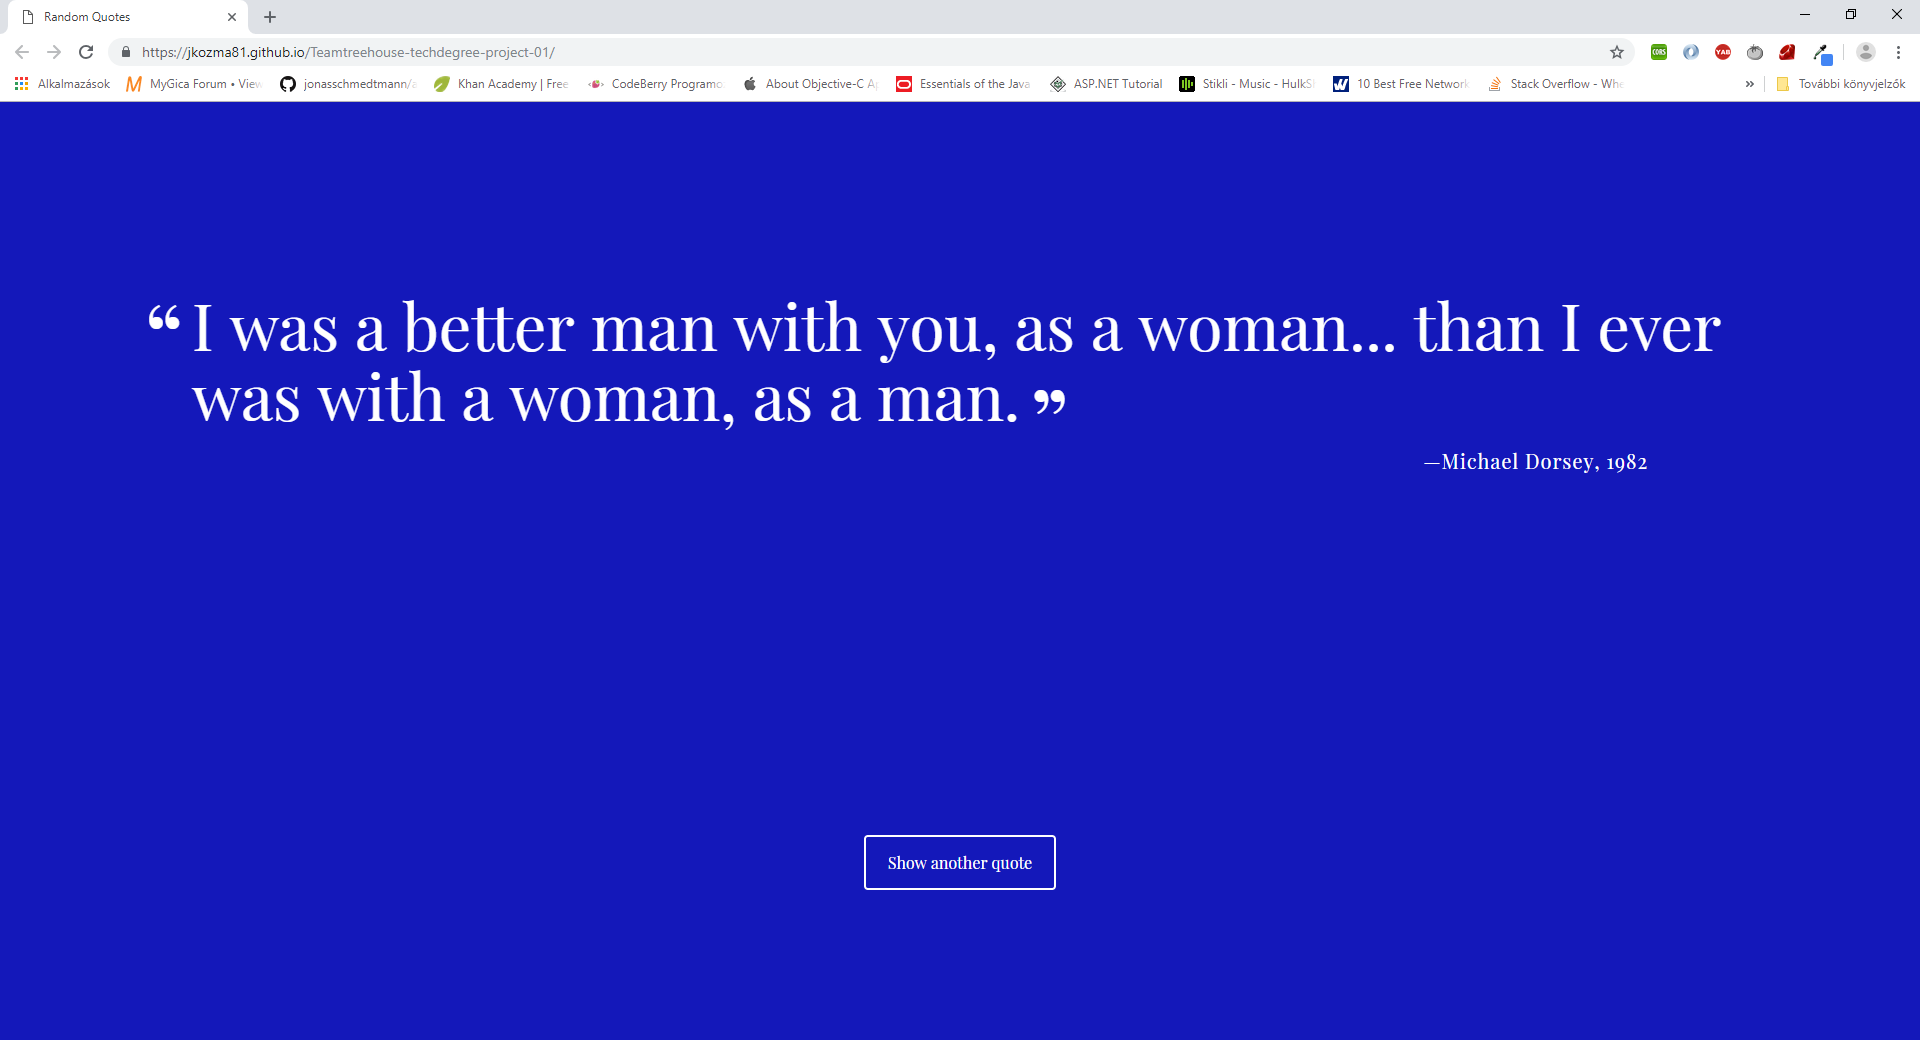 Random Quotes
https://jkozma81.github.io/Teamtreehouse-techdegree-project-01/
CORS
YAB
Alkalmazások
MyGica Forum • View
jonasschmedtmann/
Khan Academy | Free
CodeBerry Programo
About Objective-C
Essentials of the Java
ASP.NET Tutorial
Stikli - Music - HulkS
10 Best Free Network
Stack Overflow - Whe
»
További könyvjelzők
“ I was a better man with you, as a woman... than I ever
was with a woman, as a man. ”
—Michael Dorsey, 1982
Show another quote